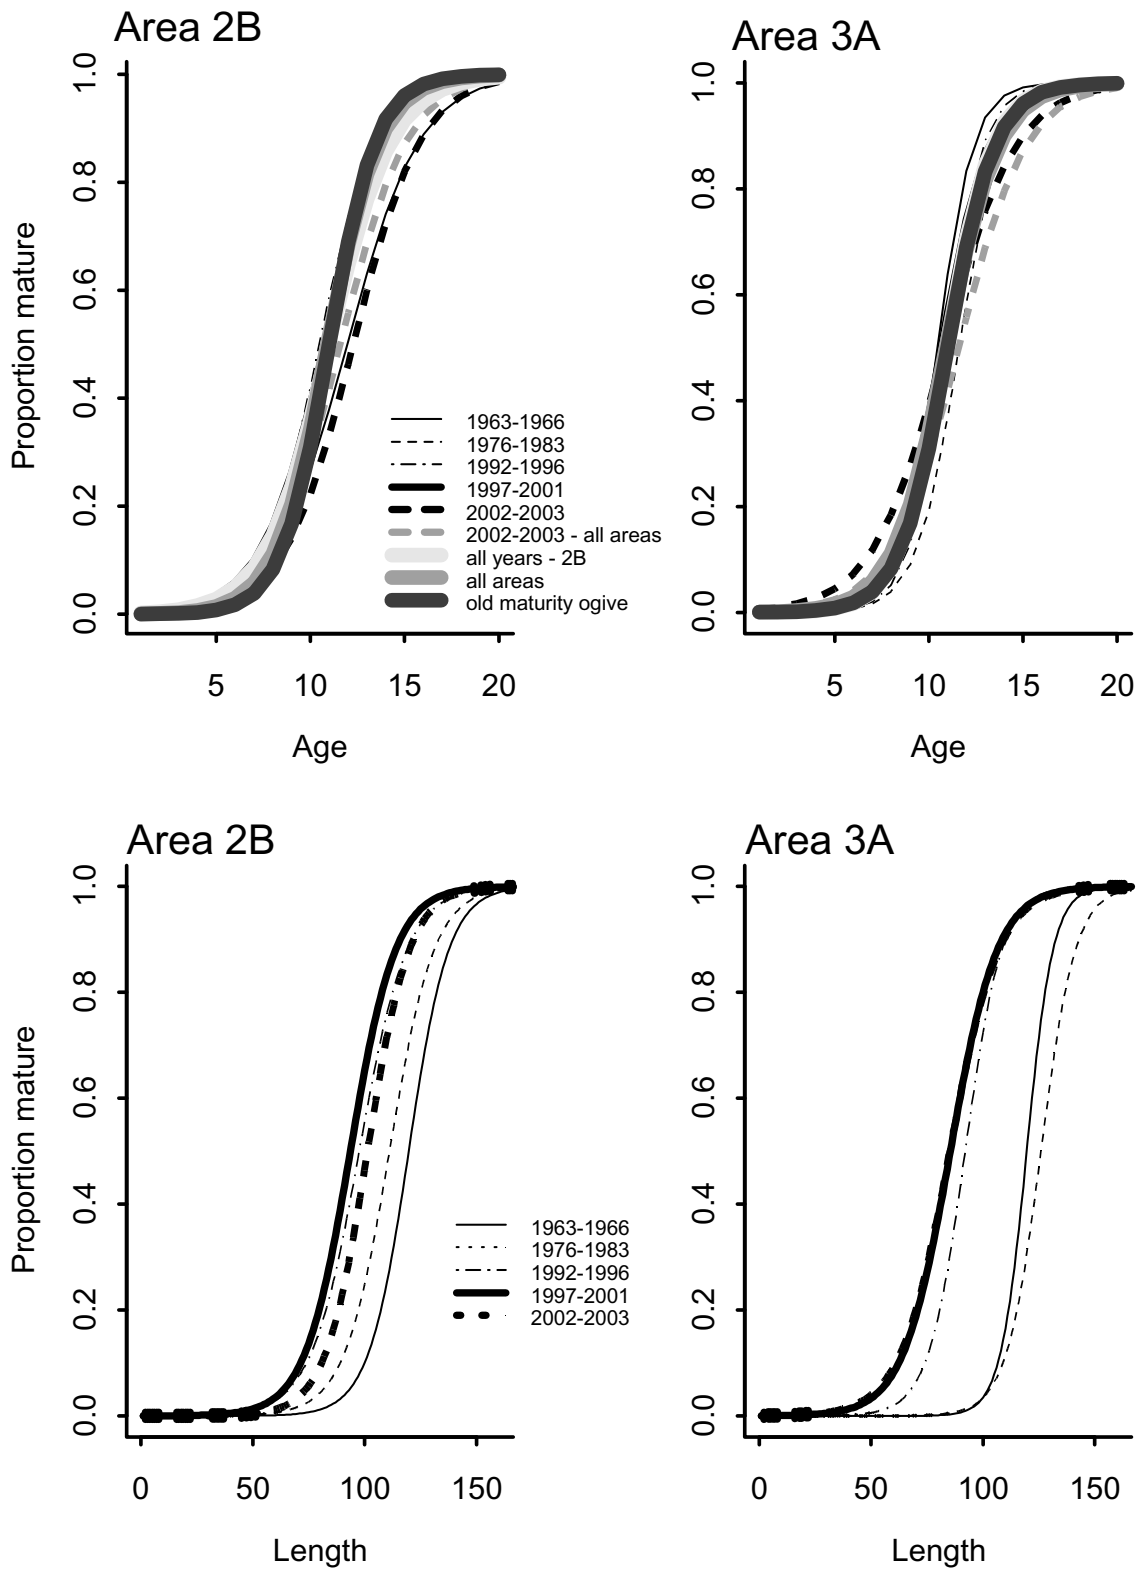 Area 2B
Proportion mature
0.0 0.2 0.4 0.6 0.8 1.0
1963-1966
1976-1983
1992-1996
1997-2001
2002-2003
2002-2003 - all areas
all years - 2B
all areas
old maturity ogive
5 10 15 20
Age
Area 3A
0.0 0.2 0.4 0.6 0.8 1.0
5 10 15 20
Age
Area 2B
Proportion mature
0.0 0.2 0.4 0.6 0.8 1.0
1963-1966
1976-1983
1992-1996
1997-2001
2002-2003
0 50 100 150
Length
Area 3A
0.0 0.2 0.4 0.6 0.8 1.0
0 50 100 150
Length